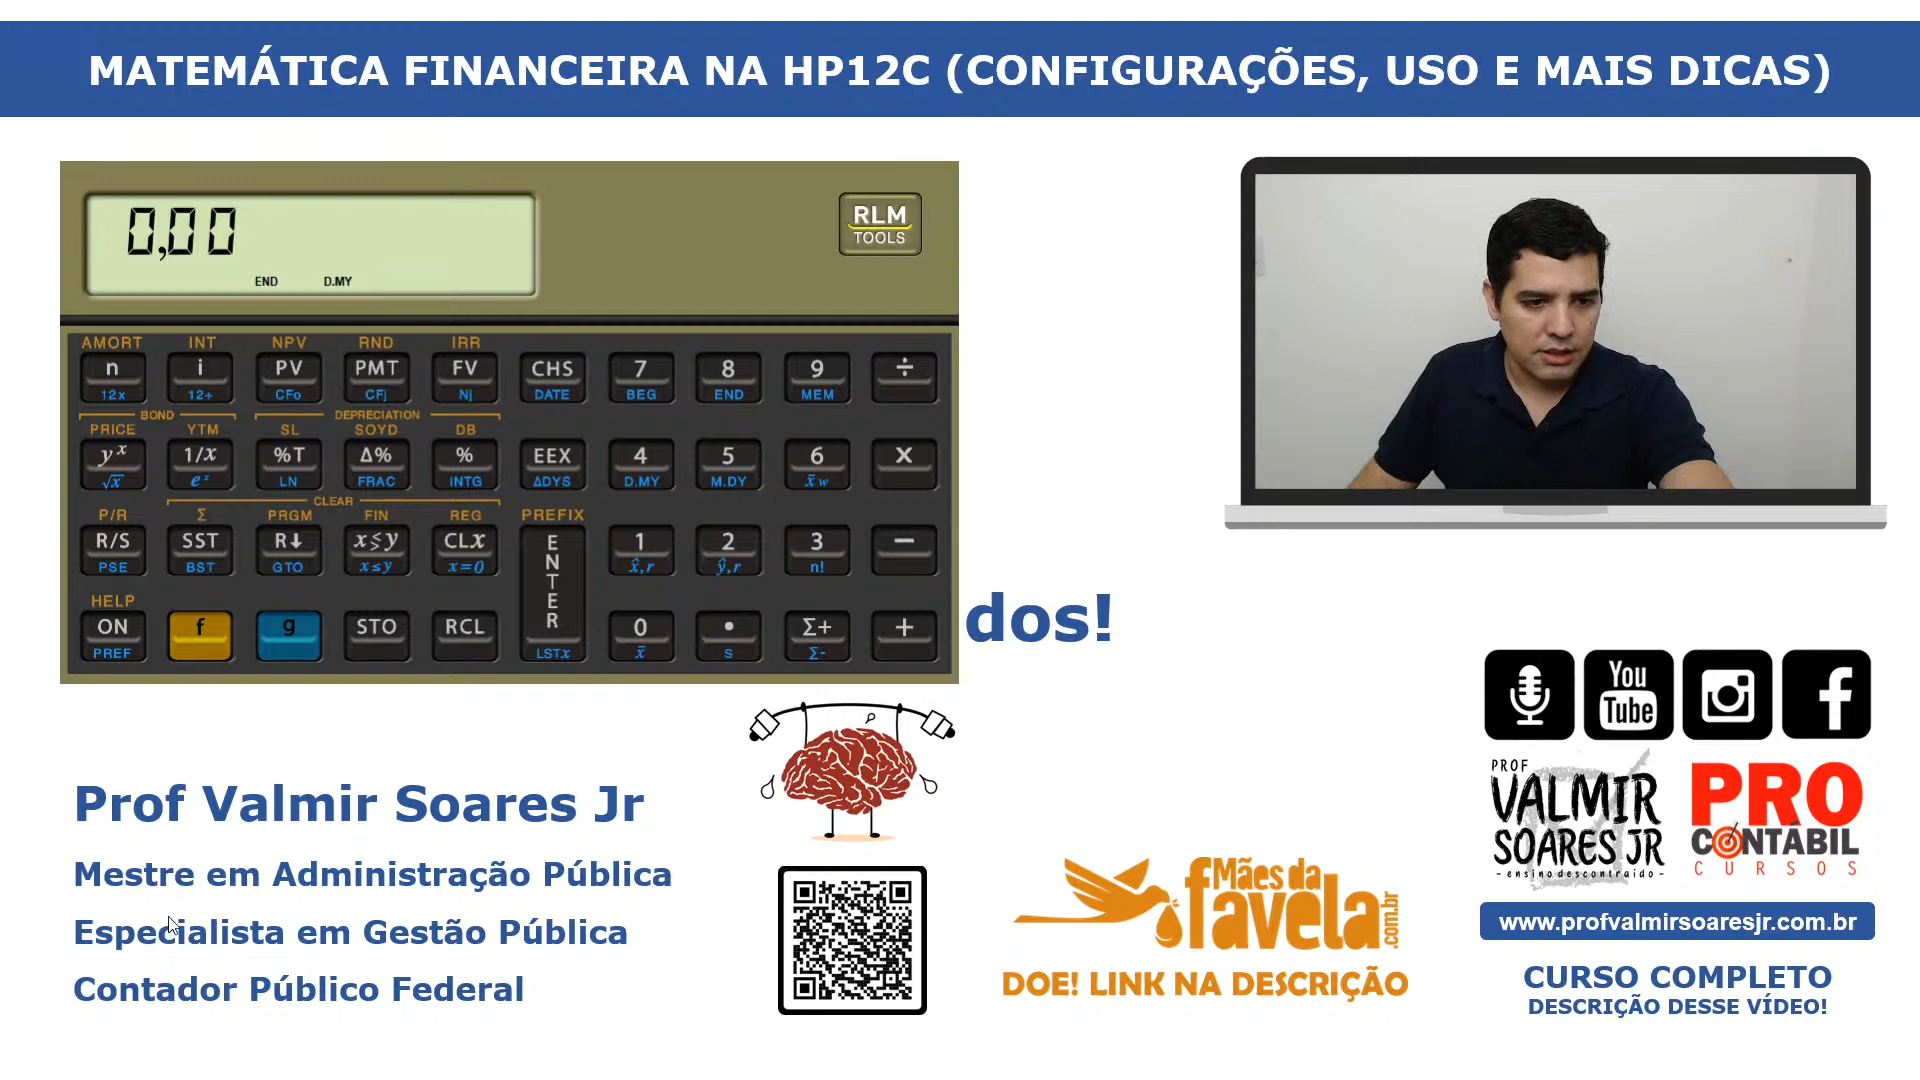 MATEMÁTICA FINANCEIRA NA HP12C (CONFIGURAÇÕES, USO E MAIS DICAS)
0,00
END D.MY
RLM
TOOLS
AMORT INT NPV RND IRR
n i PV PMT FV CHS 7 8 9 ÷
12x 12+ CFo CFj Nj DATE BEG END MEM
BOND DEPRECIATION
PRICE YTM SL SOYD DB
yˣ 1/x %T Δ% % EEX 4 5 6 X
√x eˣ LN FRAC INTG ΔDYS D.MY M.DY x̄w
CLEAR
P/R Σ PRGM FIN REG PREFIX
R/S SST R↓ x≶y CLx ENTER 1 2 3 −
PSE BST GTO x≤y x=0 x̂,r ŷ,r n!
HELP
ON f g STO RCL 0 • Σ+ +
PREF LSTx x̄ s Σ-
dos!
You
Tube
Prof Valmir Soares Jr
Mestre em Administração Pública
Especialista em Gestão Pública
Contador Público Federal
Mães da
favela
.com.br
DOE! LINK NA DESCRIÇÃO
PROF
VALMIR
SOARES JR
- ensino descontraído -
PRO
CONTÁBIL
CURSOS
www.profvalmirsoaresjr.com.br
CURSO COMPLETO
DESCRIÇÃO DESSE VÍDEO!